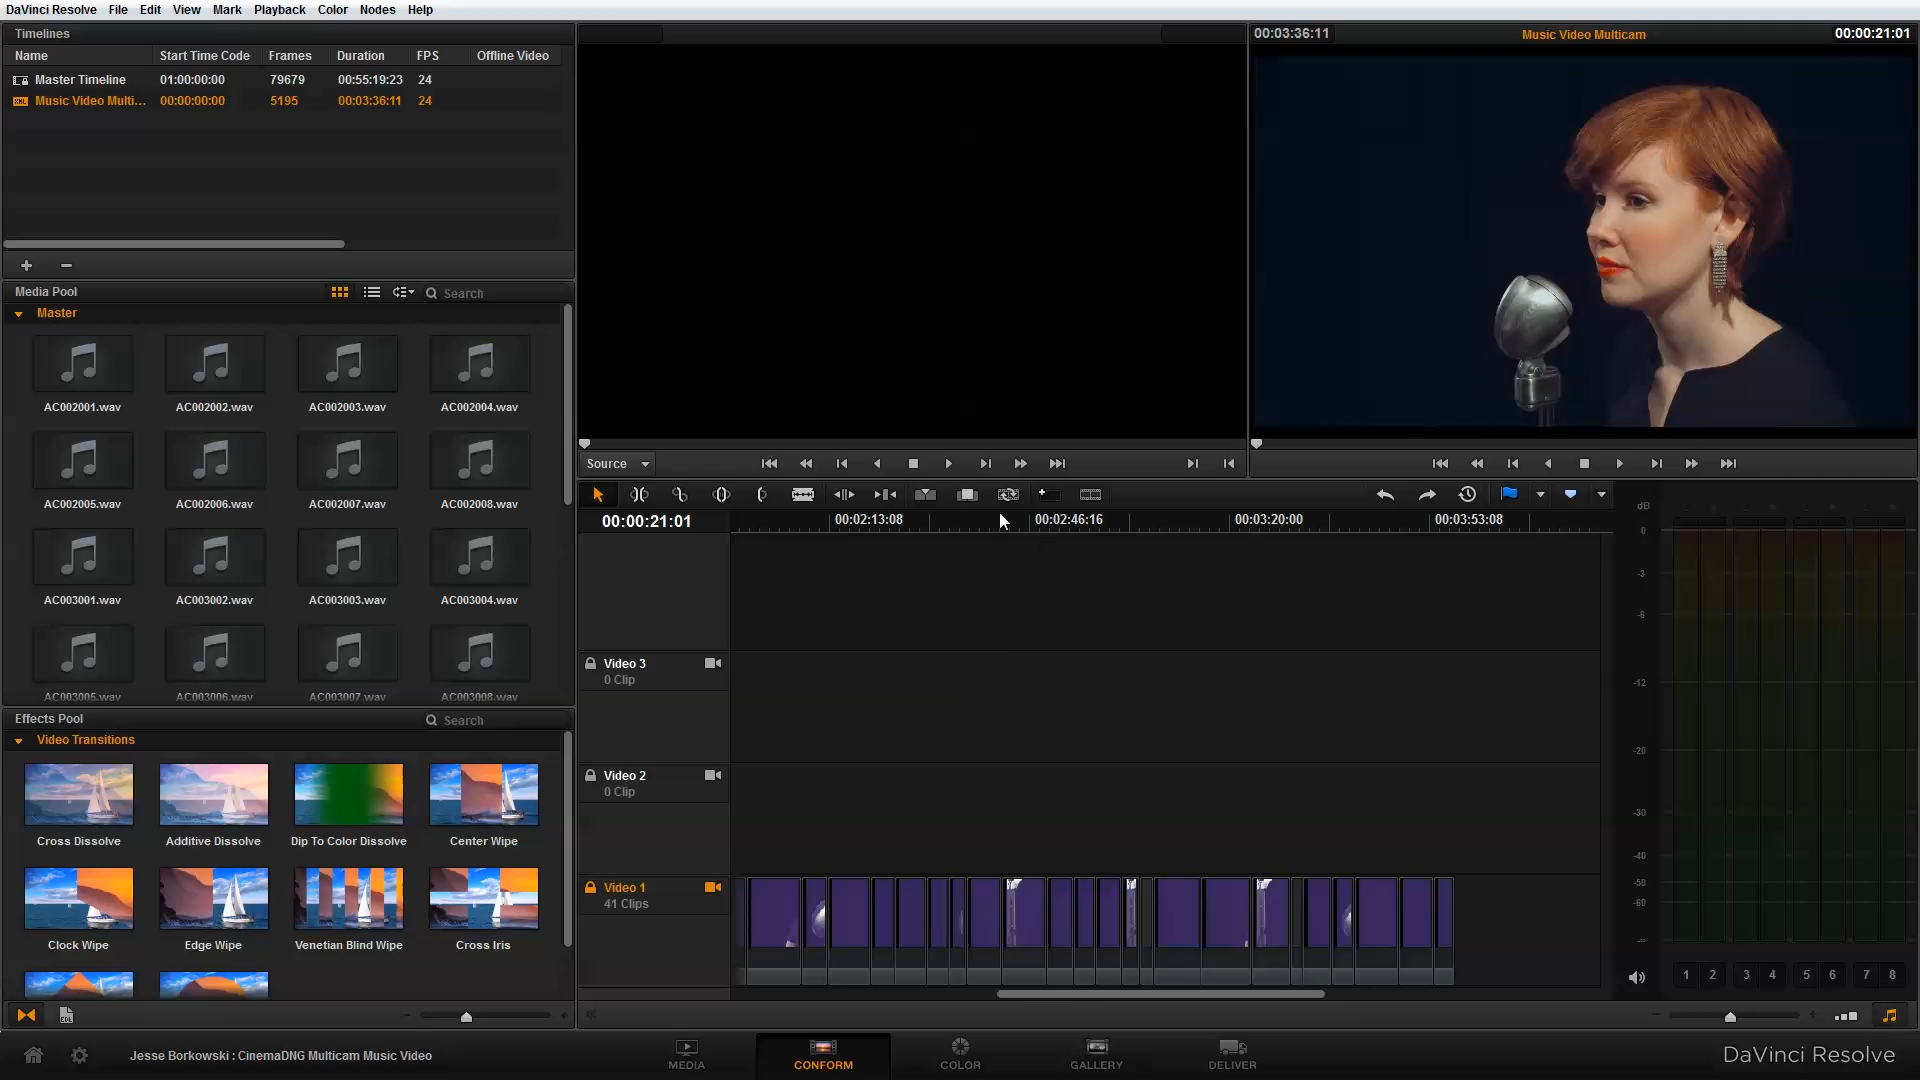 DaVinci Resolve File Edit View Mark Playback Color Nodes Help
Timelines
Name Start Time Code Frames Duration FPS Offline Video
Master Timeline 01:00:00:00 79679 00:55:19:23 24
XML Music Video Multi... 00:00:00:00 5195 00:03:36:11 24
00:03:36:11 Music Video Multicam 00:00:21:01
Media Pool Search
Master
AC002001.wav AC002002.wav AC002003.wav AC002004.wav
AC002005.wav AC002006.wav AC002007.wav AC002008.wav
AC003001.wav AC003002.wav AC003003.wav AC003004.wav
AC003005.wav AC003006.wav AC003007.wav AC003008.wav
Source
00:00:21:01 00:02:13:08 00:02:46:16 00:03:20:00 00:03:53:08
Video 3
0 Clip
Video 2
0 Clip
Video 1
41 Clips
dB
0
-3
-6
-12
-20
-30
-40
-50
-60
1 2 3 4 5 6 7 8
Effects Pool Search
Video Transitions
Cross Dissolve Additive Dissolve Dip To Color Dissolve Center Wipe
Clock Wipe Edge Wipe Venetian Blind Wipe Cross Iris
EDL
Jesse Borkowski : CinemaDNG Multicam Music Video
MEDIA CONFORM COLOR GALLERY DELIVER
DaVinci Resolve